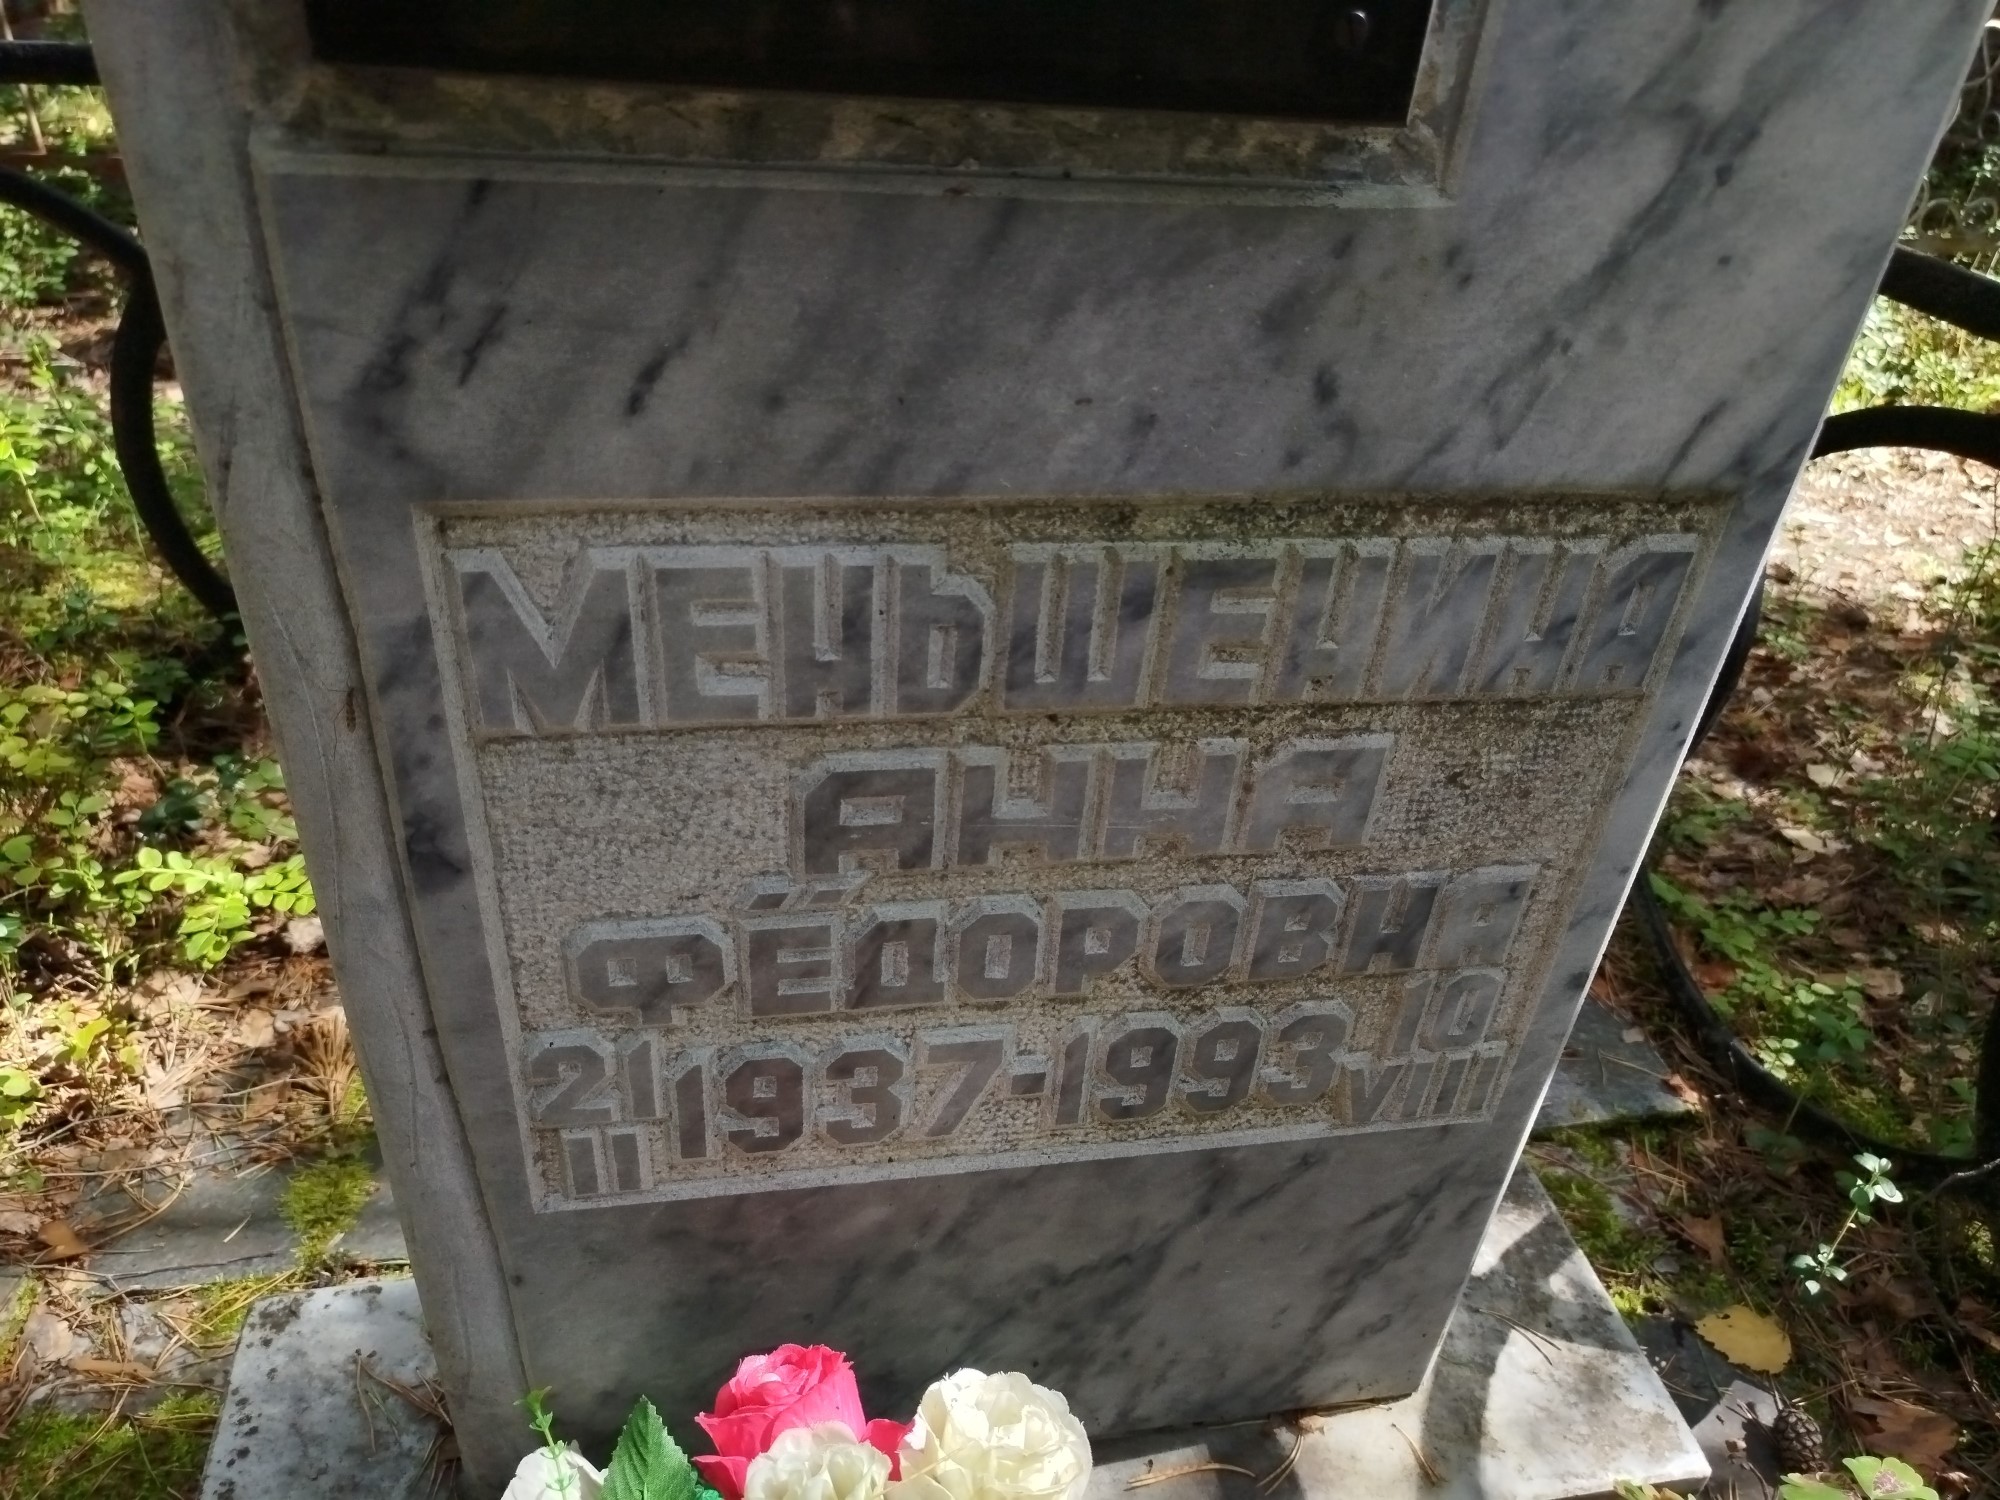 МЕНЬШЕНИНА
АННА
ФЁДОРОВНА
21 II 1937-1993 10 VIII